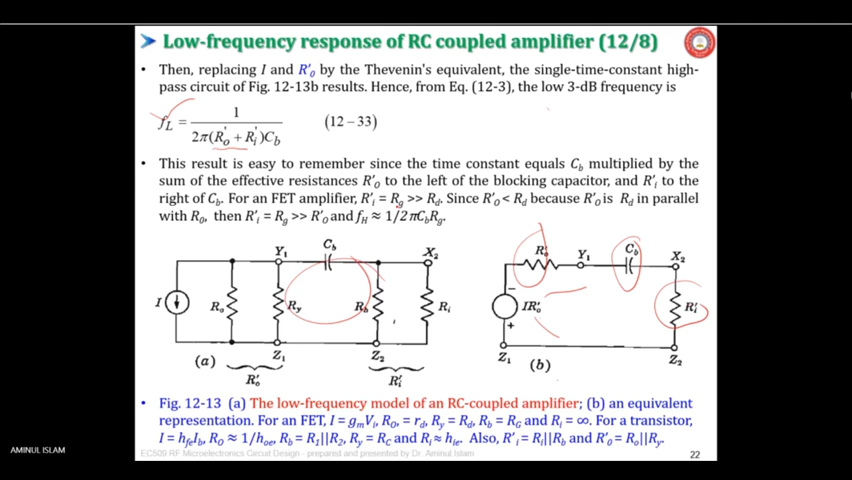 Low-frequency response of RC coupled amplifier (12/8)
• Then, replacing I and R'o by the Thevenin's equivalent, the single-time-constant high-
pass circuit of Fig. 12-13b results. Hence, from Eq. (12-3), the low 3-dB frequency is
fL = 1 / 2π(R'o + R'i)Cb (12 – 33)
• This result is easy to remember since the time constant equals Cb multiplied by the
sum of the effective resistances R'o to the left of the blocking capacitor, and R'i to the
right of Cb. For an FET amplifier, R'i = Rg >> Rd. Since R'o < Rd because R'o is Rd in parallel
with Ro, then R'i = Rg >> R'o and fH ≈ 1/2πCbRg.
I Ro Y1 Ry Z1 Cb Rb Z2 X2 Ri
R'o R'i
(a)
R'o Y1 Cb X2
IR'o R'i
− +
Z1 Z2
(b)
• Fig. 12-13 (a) The low-frequency model of an RC-coupled amplifier; (b) an equivalent
representation. For an FET, I = gmVi, RO, = rd, Ry = Rd, Rb = RG and Ri = ∞. For a transistor,
I = hfeIb, RO ≈ 1/hoe, Rb = R1||R2, Ry = RC and Ri ≈ hie. Also, R'i = Ri||Rb and R'o = Ro||Ry.
EC509 RF Microelectronics Circuit Design - prepared and presented by Dr. Aminul Islam
22
AMINUL ISLAM